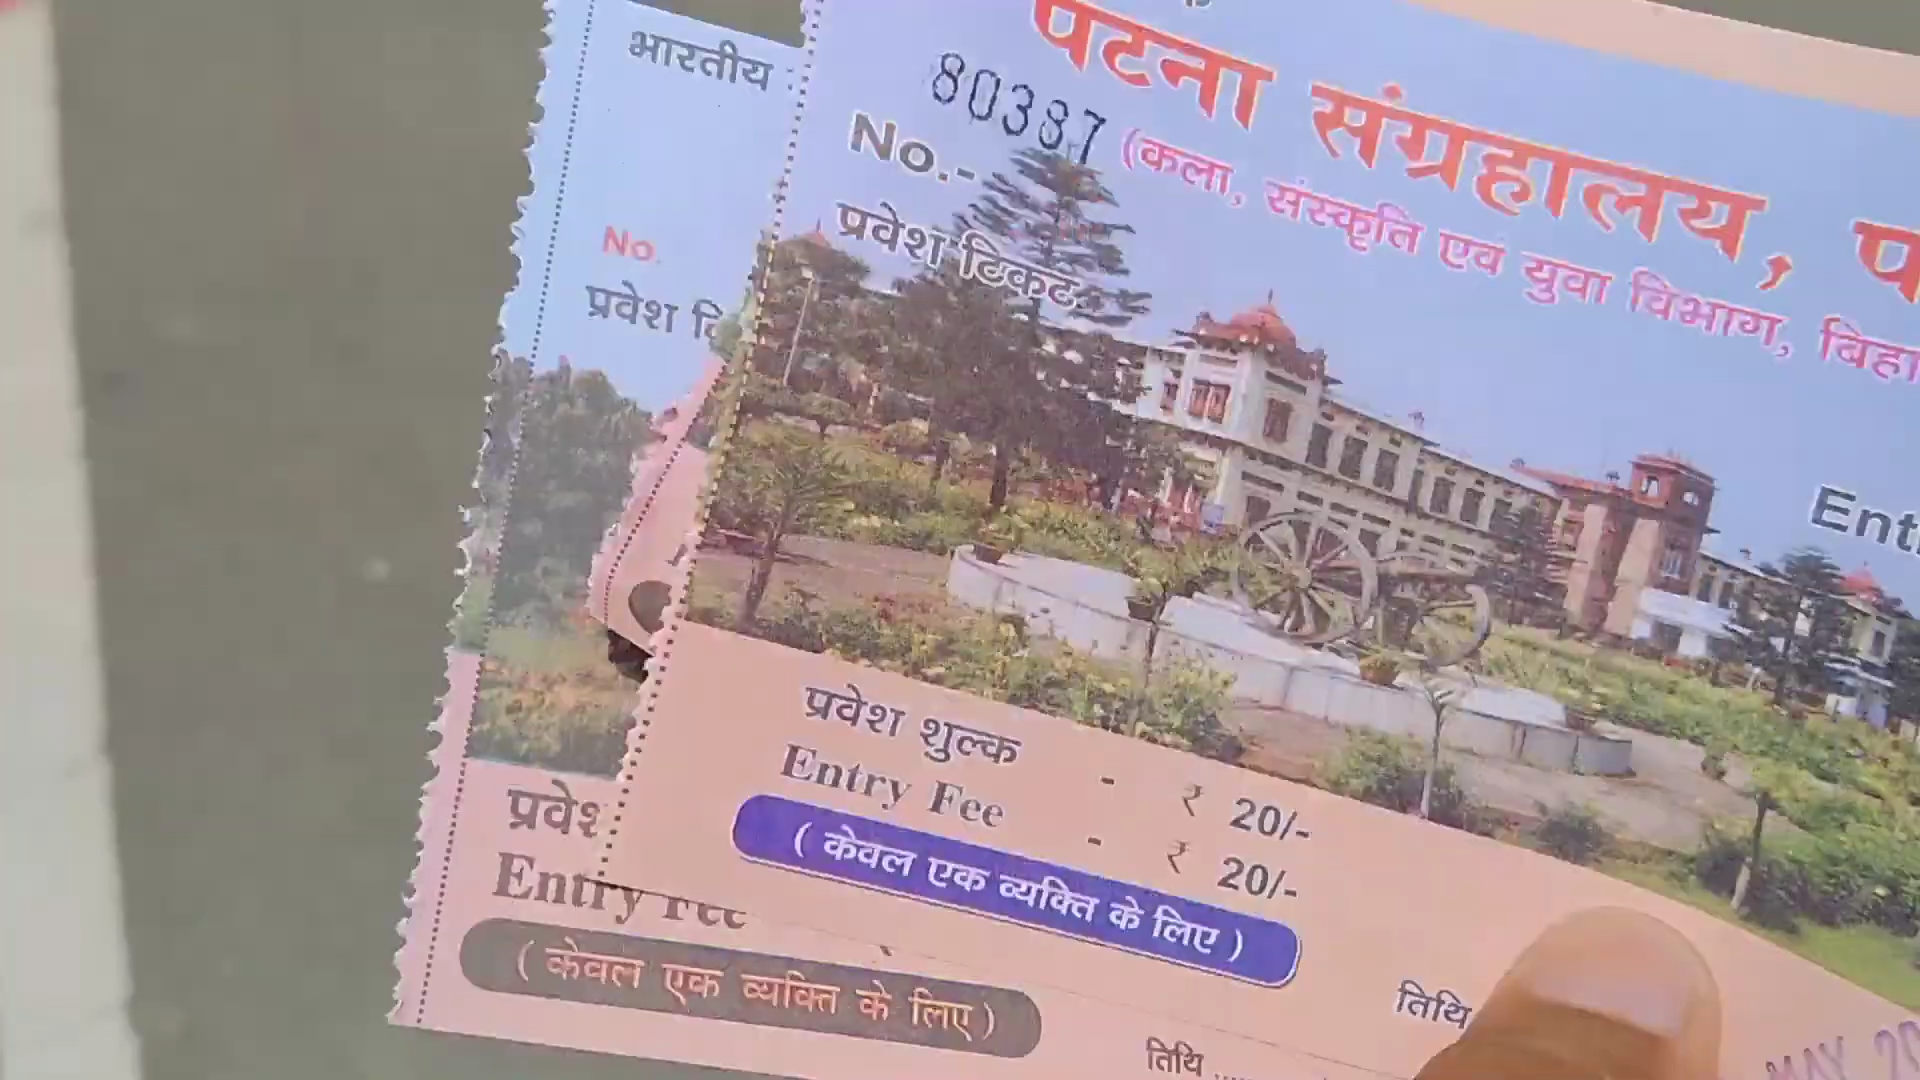 भारतीय
No.
प्रवेश
प्रवेश
Entry Fee
( केवल एक व्यक्ति के लिए )
तिथि
पटना संग्रहालय,
80387
No.-
(कला, संस्कृति एवं युवा विभाग,
प्रवेश टिकट
प्रवेश शुल्क - ₹ 20/-
Entry Fee - ₹ 20/-
( केवल एक व्यक्ति के लिए )
तिथि
MAY